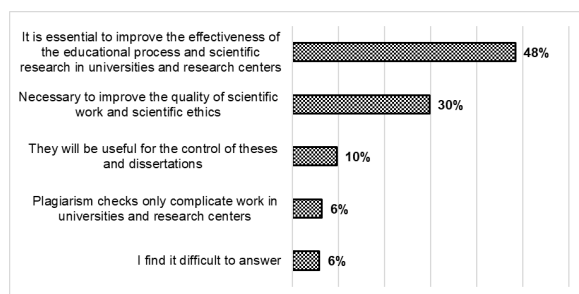 It is essential to improve the effectiveness of
the educational process and scientific
research in universities and research centers
48%
Necessary to improve the quality of scientific
work and scientific ethics
30%
They will be useful for the control of theses
and dissertations
10%
Plagiarism checks only complicate work in
universities and research centers
6%
I find it difficult to answer
6%